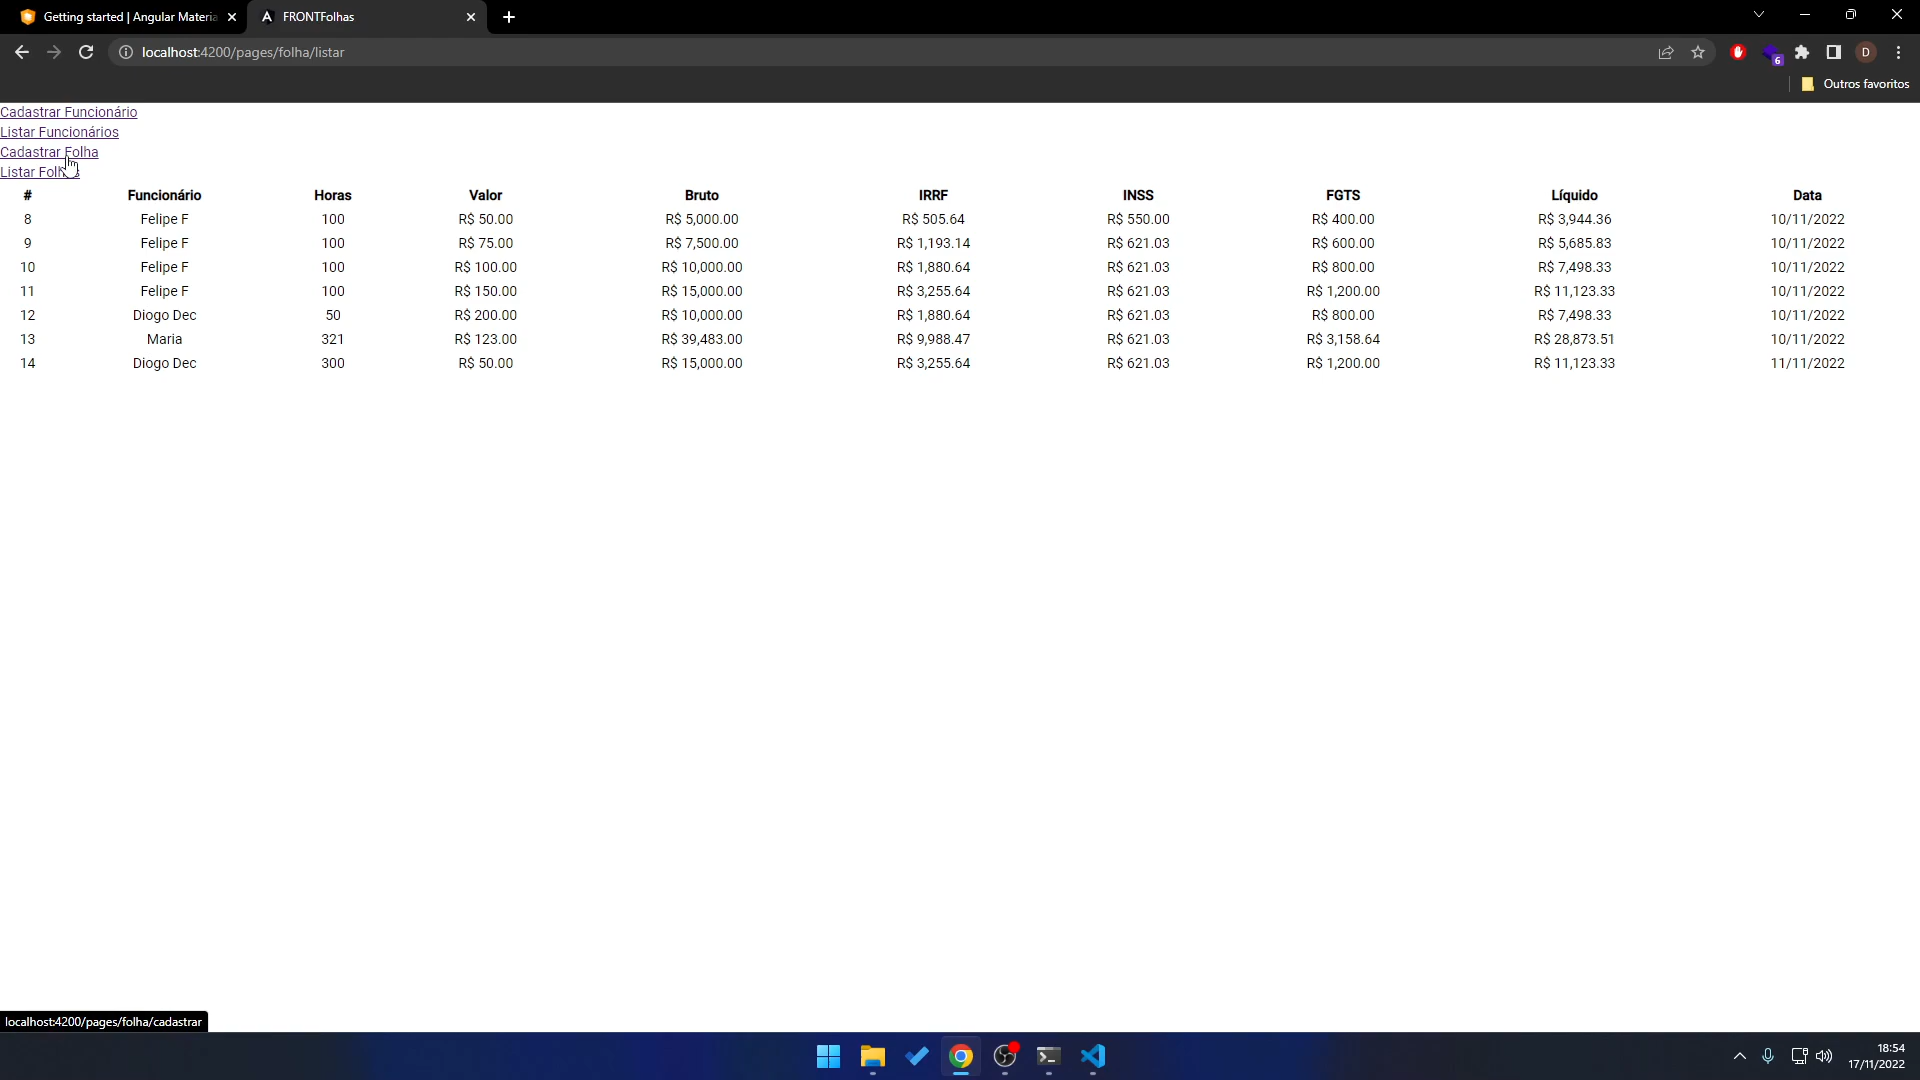 Getting started | Angular Materia
FRONTFolhas
localhost:4200/pages/folha/listar
6
D
Outros favoritos
Cadastrar Funcionário
Listar Funcionários
Cadastrar Folha
Listar Folhas
# Funcionário Horas Valor Bruto IRRF INSS FGTS Líquido Data
8 Felipe F 100 R$ 50.00 R$ 5,000.00 R$ 505.64 R$ 550.00 R$ 400.00 R$ 3,944.36 10/11/2022
9 Felipe F 100 R$ 75.00 R$ 7,500.00 R$ 1,193.14 R$ 621.03 R$ 600.00 R$ 5,685.83 10/11/2022
10 Felipe F 100 R$ 100.00 R$ 10,000.00 R$ 1,880.64 R$ 621.03 R$ 800.00 R$ 7,498.33 10/11/2022
11 Felipe F 100 R$ 150.00 R$ 15,000.00 R$ 3,255.64 R$ 621.03 R$ 1,200.00 R$ 11,123.33 10/11/2022
12 Diogo Dec 50 R$ 200.00 R$ 10,000.00 R$ 1,880.64 R$ 621.03 R$ 800.00 R$ 7,498.33 10/11/2022
13 Maria 321 R$ 123.00 R$ 39,483.00 R$ 9,988.47 R$ 621.03 R$ 3,158.64 R$ 28,873.51 10/11/2022
14 Diogo Dec 300 R$ 50.00 R$ 15,000.00 R$ 3,255.64 R$ 621.03 R$ 1,200.00 R$ 11,123.33 11/11/2022
localhost:4200/pages/folha/cadastrar
18:54
17/11/2022